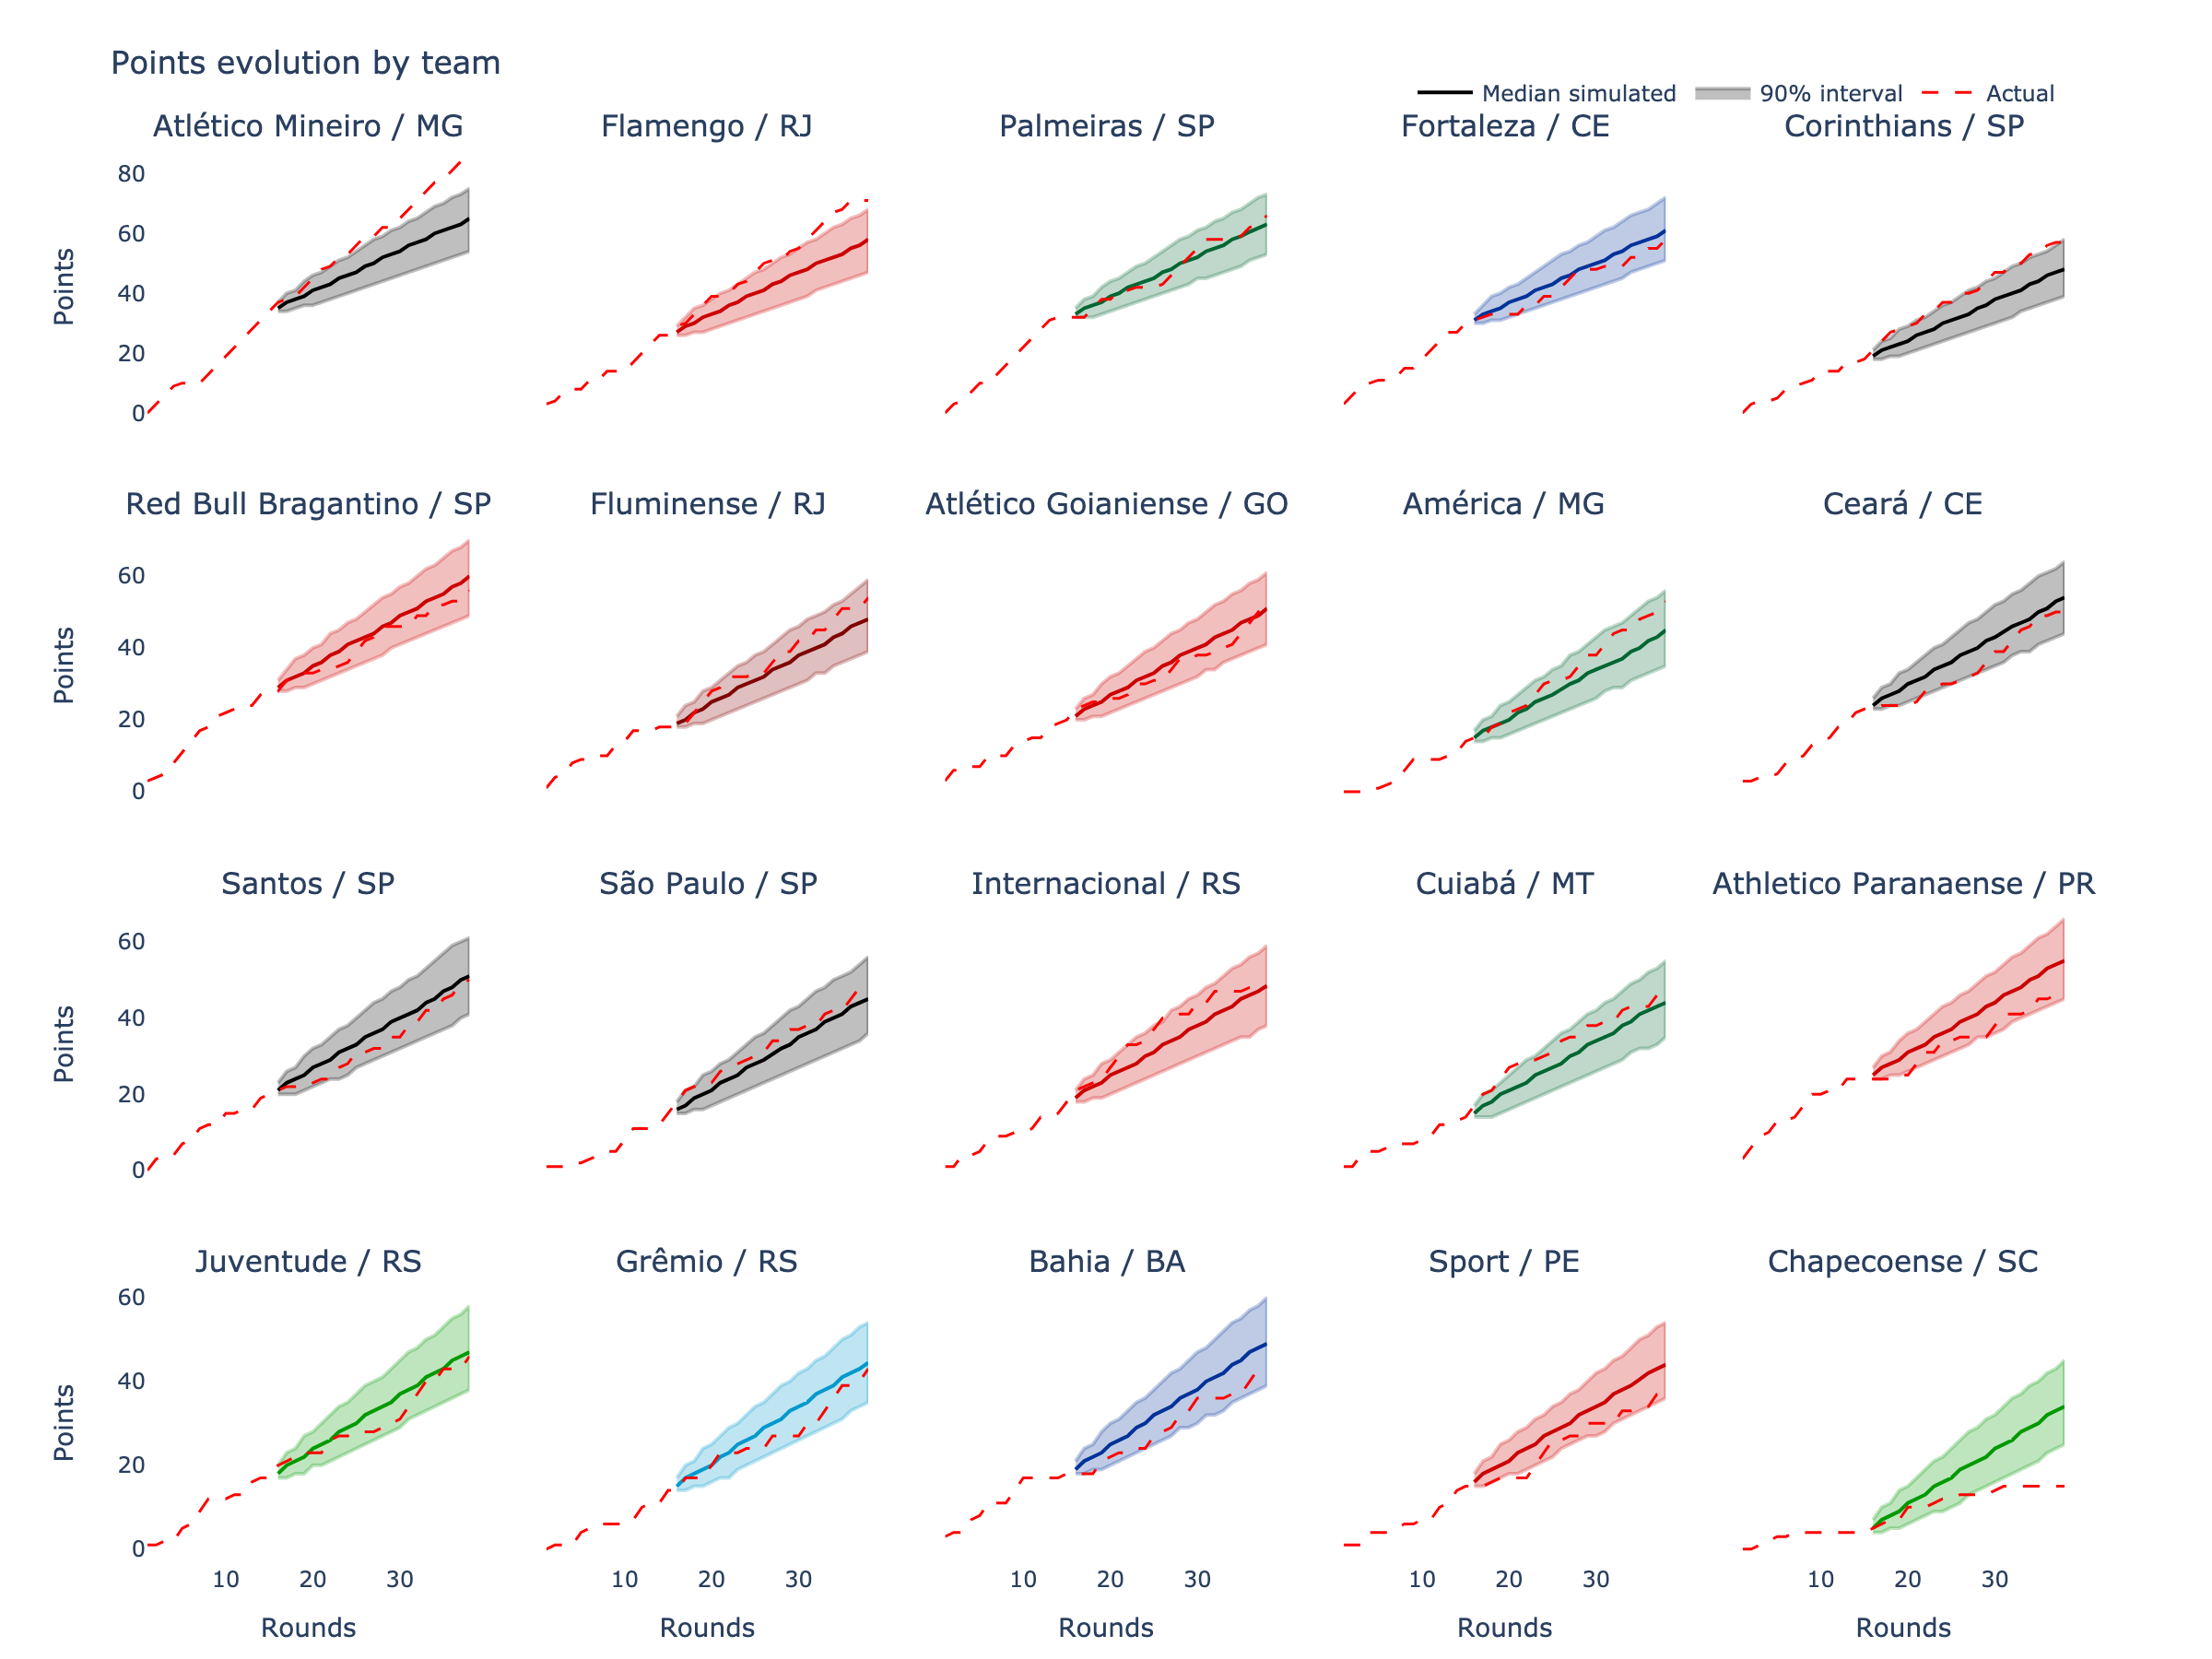 Points evolution by team
Median simulated 90% interval Actual
Atlético Mineiro / MG Flamengo / RJ Palmeiras / SP Fortaleza / CE Corinthians / SP
80
60
40
20
0
Points
Red Bull Bragantino / SP Fluminense / RJ Atlético Goianiense / GO América / MG Ceará / CE
60
40
20
0
Points
Santos / SP São Paulo / SP Internacional / RS Cuiabá / MT Athletico Paranaense / PR
60
40
20
0
Points
Juventude / RS Grêmio / RS Bahia / BA Sport / PE Chapecoense / SC
60
40
20
0
Points
10 20 30 10 20 30 10 20 30 10 20 30 10 20 30
Rounds Rounds Rounds Rounds Rounds